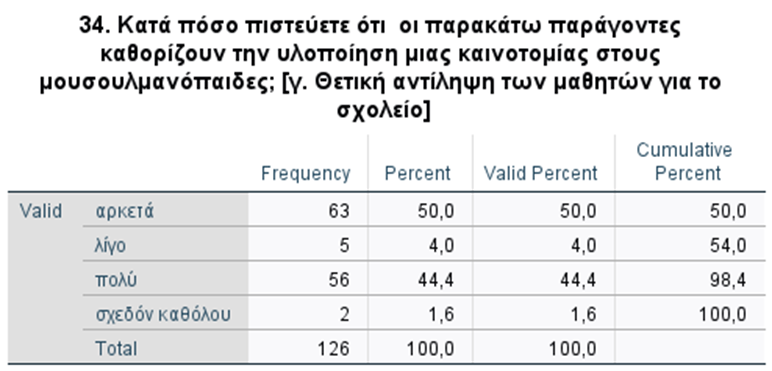 34. Κατά πόσο πιστεύετε ότι  οι παρακάτω παράγοντες
καθορίζουν την υλοποίηση μιας καινοτομίας στους
μουσουλμανόπαιδες; [γ. Θετική αντίληψη των μαθητών για το
σχολείο]
Frequency Percent Valid Percent Cumulative Percent
Valid αρκετά 63 50,0 50,0 50,0
λίγο 5 4,0 4,0 54,0
πολύ 56 44,4 44,4 98,4
σχεδόν καθόλου 2 1,6 1,6 100,0
Total 126 100,0 100,0